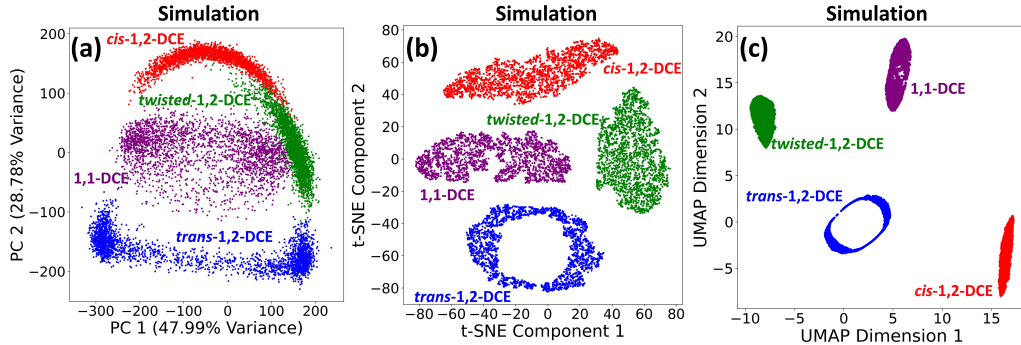 Simulation
(a)
cis-1,2-DCE
twisted-1,2-DCE
1,1-DCE
trans-1,2-DCE
PC 2 (28.78% Variance)
200
100
0
−100
−200
−300
−200
−100
0
100
200
PC 1 (47.99% Variance)
Simulation
(b)
cis-1,2-DCE
twisted-1,2-DCE
1,1-DCE
trans-1,2-DCE
t-SNE Component 2
80
60
40
20
0
−20
−40
−60
−80
−80
−60
−40
−20
0
20
40
60
80
t-SNE Component 1
Simulation
(c)
1,1-DCE
twisted-1,2-DCE
trans-1,2-DCE
cis-1,2-DCE
UMAP Dimension 2
20
15
10
5
0
−5
−10
−5
0
5
10
15
UMAP Dimension 1